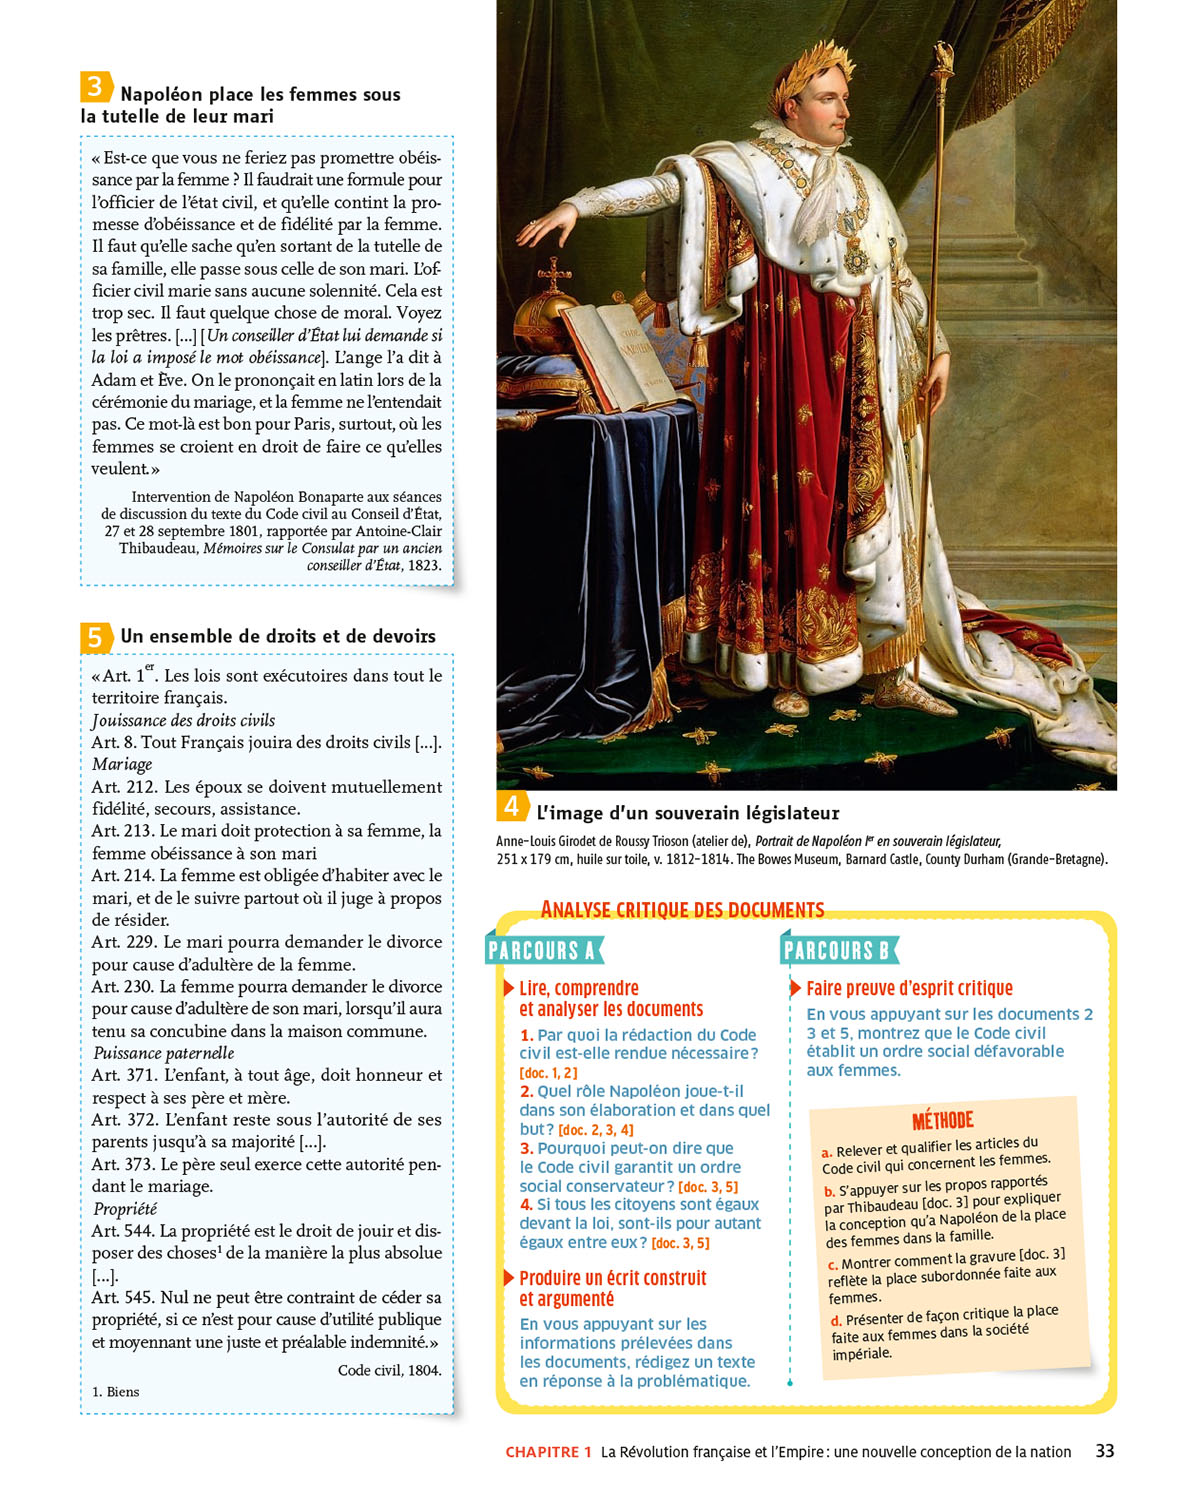 3 Napoléon place les femmes sous
la tutelle de leur mari
« Est-ce que vous ne feriez pas promettre obéis-
sance par la femme ? Il faudrait une formule pour
l'officier de l'état civil, et qu'elle contint la pro-
messe d'obéissance et de fidélité par la femme.
Il faut qu'elle sache qu'en sortant de la tutelle de
sa famille, elle passe sous celle de son mari. L'of-
ficier civil marie sans aucune solennité. Cela est
trop sec. Il faut quelque chose de moral. Voyez
les prêtres. [...] [Un conseiller d'État lui demande si
la loi a imposé le mot obéissance]. L'ange l'a dit à
Adam et Ève. On le prononçait en latin lors de la
cérémonie du mariage, et la femme ne l'entendait
pas. Ce mot-là est bon pour Paris, surtout, où les
femmes se croient en droit de faire ce qu'elles
veulent. »
Intervention de Napoléon Bonaparte aux séances
de discussion du texte du Code civil au Conseil d'État,
27 et 28 septembre 1801, rapportée par Antoine-Clair
Thibaudeau, Mémoires sur le Consulat par un ancien
conseiller d'État, 1823.
5 Un ensemble de droits et de devoirs
« Art. 1er. Les lois sont exécutoires dans tout le
territoire français.
Jouissance des droits civils
Art. 8. Tout Français jouira des droits civils [...].
Mariage
Art. 212. Les époux se doivent mutuellement
fidélité, secours, assistance.
Art. 213. Le mari doit protection à sa femme, la
femme obéissance à son mari
Art. 214. La femme est obligée d'habiter avec le
mari, et de le suivre partout où il juge à propos
de résider.
Art. 229. Le mari pourra demander le divorce
pour cause d'adultère de la femme.
Art. 230. La femme pourra demander le divorce
pour cause d'adultère de son mari, lorsqu'il aura
tenu sa concubine dans la maison commune.
Puissance paternelle
Art. 371. L'enfant, à tout âge, doit honneur et
respect à ses père et mère.
Art. 372. L'enfant reste sous l'autorité de ses
parents jusqu'à sa majorité [...].
Art. 373. Le père seul exerce cette autorité pen-
dant le mariage.
Propriété
Art. 544. La propriété est le droit de jouir et dis-
poser des choses¹ de la manière la plus absolue
[...].
Art. 545. Nul ne peut être contraint de céder sa
propriété, si ce n'est pour cause d'utilité publique
et moyennant une juste et préalable indemnité. »
Code civil, 1804.
1. Biens
CODE
NAPOLÉON
4 L'image d'un souverain législateur
Anne-Louis Girodet de Roussy Trioson (atelier de), Portrait de Napoléon Ier en souverain législateur,
251 x 179 cm, huile sur toile, v. 1812-1814. The Bowes Museum, Barnard Castle, County Durham (Grande-Bretagne).
ANALYSE CRITIQUE DES DOCUMENTS
PARCOURS A
Lire, comprendre
et analyser les documents
1. Par quoi la rédaction du Code
civil est-elle rendue nécessaire ?
[doc. 1, 2]
2. Quel rôle Napoléon joue-t-il
dans son élaboration et dans quel
but ? [doc. 2, 3, 4]
3. Pourquoi peut-on dire que
le Code civil garantit un ordre
social conservateur ? [doc. 3, 5]
4. Si tous les citoyens sont égaux
devant la loi, sont-ils pour autant
égaux entre eux ? [doc. 3, 5]
Produire un écrit construit
et argumenté
En vous appuyant sur les
informations prélevées dans
les documents, rédigez un texte
en réponse à la problématique.
PARCOURS B
Faire preuve d'esprit critique
En vous appuyant sur les documents 2
3 et 5, montrez que le Code civil
établit un ordre social défavorable
aux femmes.
MÉTHODE
a. Relever et qualifier les articles du
Code civil qui concernent les femmes.
b. S'appuyer sur les propos rapportés
par Thibaudeau [doc. 3] pour expliquer
la conception qu'a Napoléon de la place
des femmes dans la famille.
c. Montrer comment la gravure [doc. 3]
reflète la place subordonnée faite aux
femmes.
d. Présenter de façon critique la place
faite aux femmes dans la société
impériale.
CHAPITRE 1 La Révolution française et l'Empire : une nouvelle conception de la nation 33